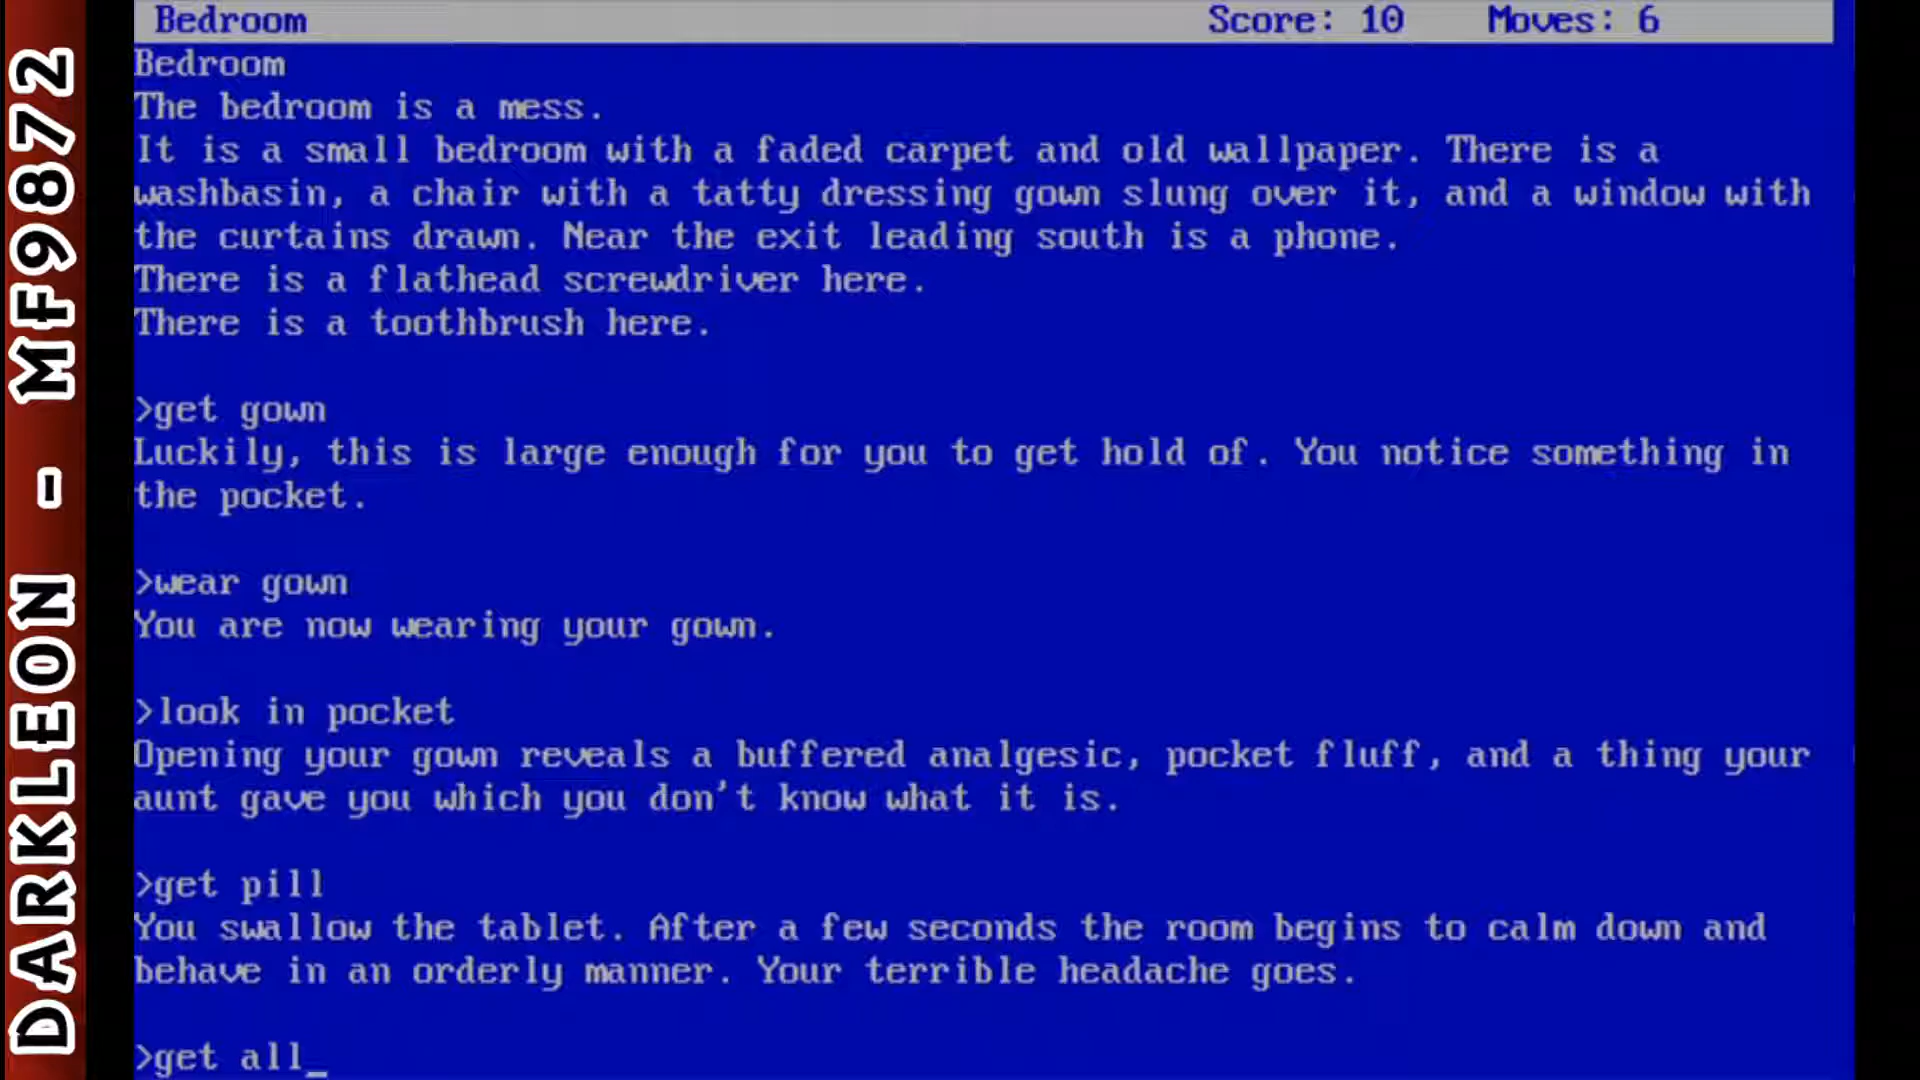 Bedroom Score: 10 Moves: 6
Bedroom
The bedroom is a mess.
It is a small bedroom with a faded carpet and old wallpaper. There is a
washbasin, a chair with a tatty dressing gown slung over it, and a window with
the curtains drawn. Near the exit leading south is a phone.
There is a flathead screwdriver here.
There is a toothbrush here.
>get gown
Luckily, this is large enough for you to get hold of. You notice something in
the pocket.
>wear gown
You are now wearing your gown.
>look in pocket
Opening your gown reveals a buffered analgesic, pocket fluff, and a thing your
aunt gave you which you don't know what it is.
>get pill
You swallow the tablet. After a few seconds the room begins to calm down and
behave in an orderly manner. Your terrible headache goes.
>get all_
DARKLEON - MF9872